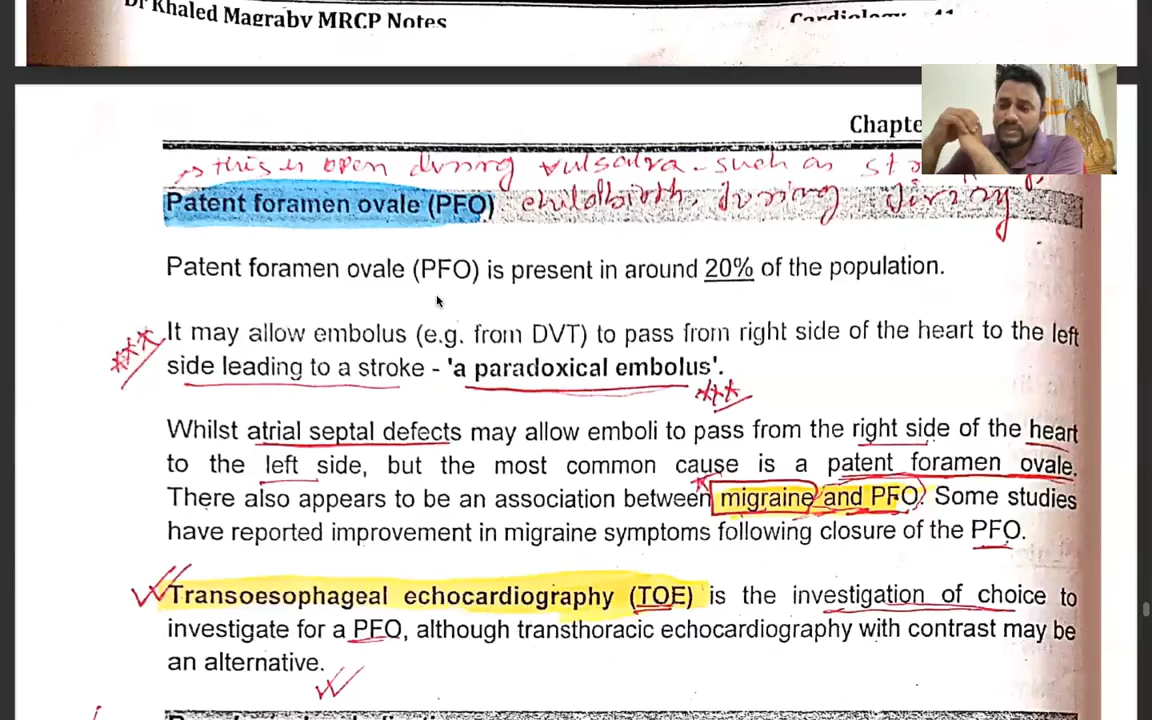 Dr Khaled Magraby MRCP Notes
Cardiology
Chapte
this is open during vulsalva - such as st
Patent foramen ovale (PFO) childbirth, during
Patent foramen ovale (PFO) is present in around 20% of the population.
It may allow embolus (e.g. from DVT) to pass from right side of the heart to the left
side leading to a stroke - 'a paradoxical embolus'.
Whilst atrial septal defects may allow emboli to pass from the right side of the heart
to the left side, but the most common cause is a patent foramen ovale.
There also appears to be an association between migraine and PFO. Some studies
have reported improvement in migraine symptoms following closure of the PFO.
Transoesophageal echocardiography (TOE) is the investigation of choice to
investigate for a PFO, although transthoracic echocardiography with contrast may be
an alternative.